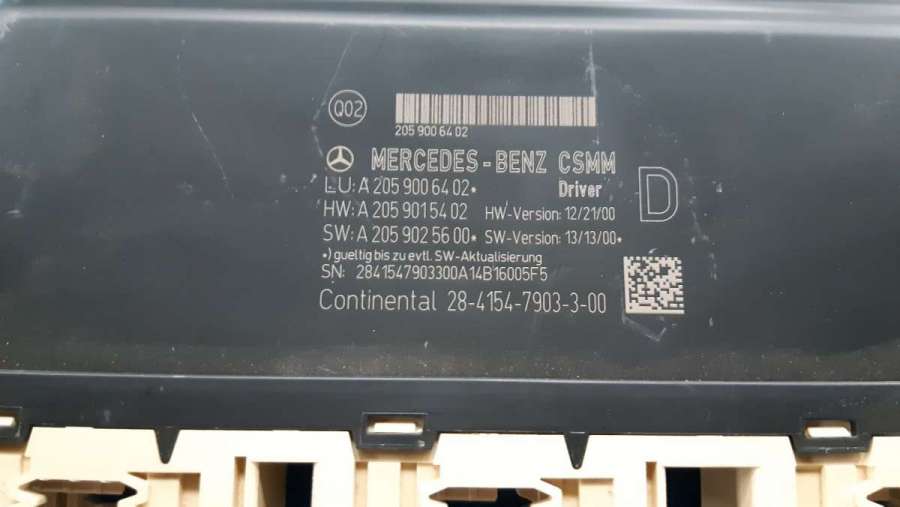 Q02
205 900 64 02
MERCEDES-BENZ CSMM
LU: A 205 900 64 02* Driver
HW: A 205 901 54 02 HW-Version: 12/21/00
D
SW: A 205 902 56 00* SW-Version: 13/13/00*
*) gueltig bis zu evtl. SW-Aktualisierung
SN: 2841547903300A14B16005F5
Continental 28-4154-7903-3-00